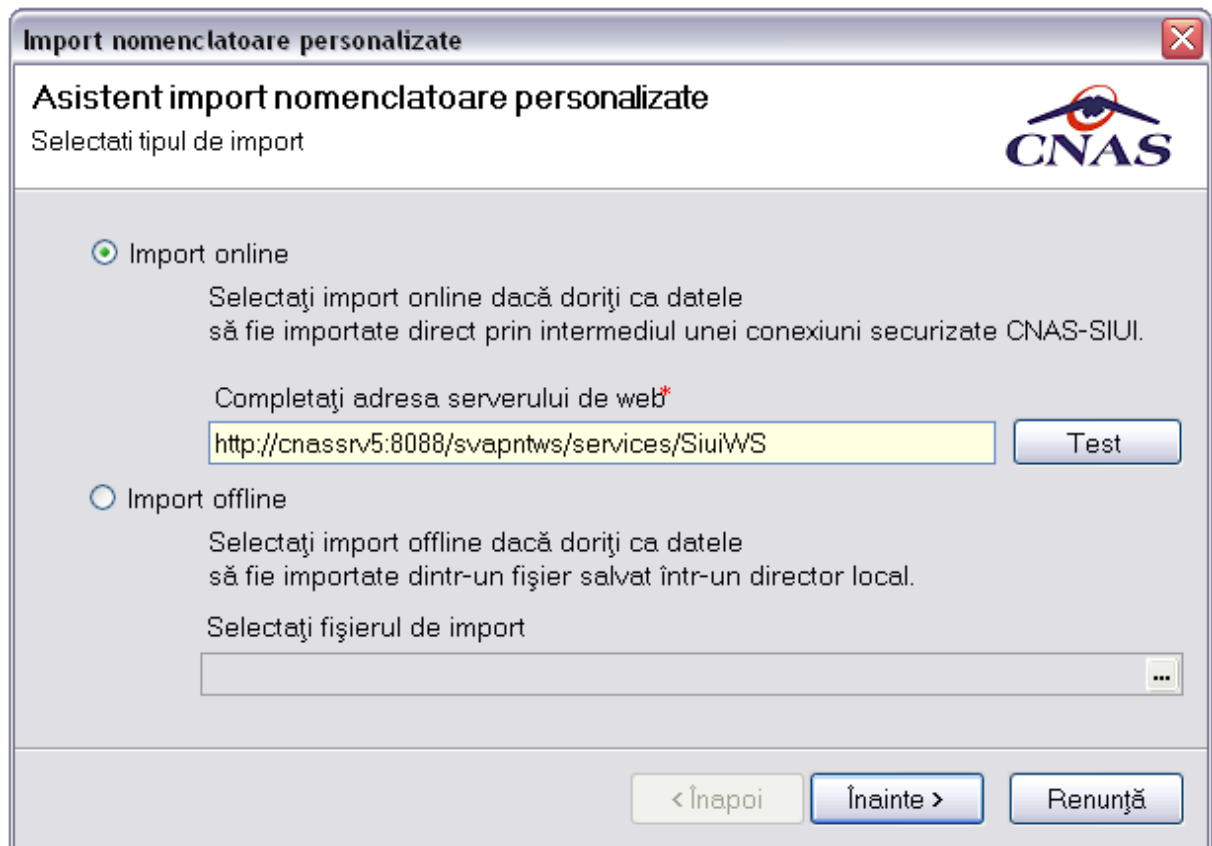 Import nomenclatoare personalizate
Asistent import nomenclatoare personalizate
Selectati tipul de import
CNAS
Import online
Selectaţi import online dacă doriţi ca datele
să fie importate direct prin intermediul unei conexiuni securizate CNAS-SIUI.
Completaţi adresa serverului de web*
http://cnassrv5:8088/svapntws/services/SiuiWS
Test
Import offline
Selectaţi import offline dacă doriţi ca datele
să fie importate dintr-un fişier salvat într-un director local.
Selectaţi fişierul de import
...
< Înapoi
Înainte >
Renunţă